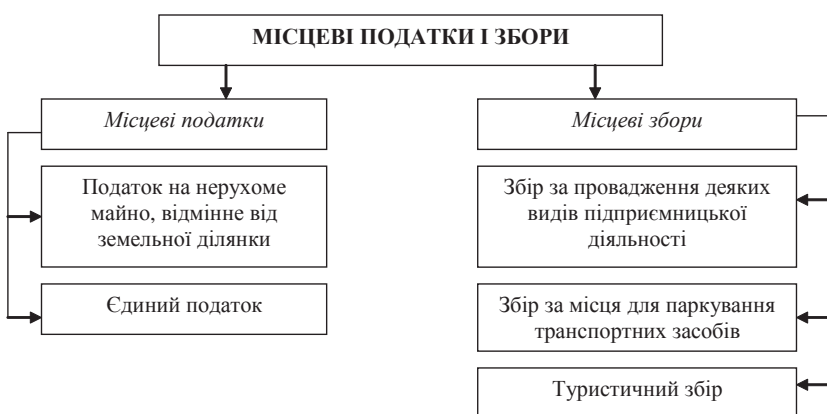 МІСЦЕВІ ПОДАТКИ І ЗБОРИ
Місцеві податки
Податок на нерухоме
майно, відмінне від
земельної ділянки
Єдиний податок
Місцеві збори
Збір за провадження деяких
видів підприємницької
діяльності
Збір за місця для паркування
транспортних засобів
Туристичний збір